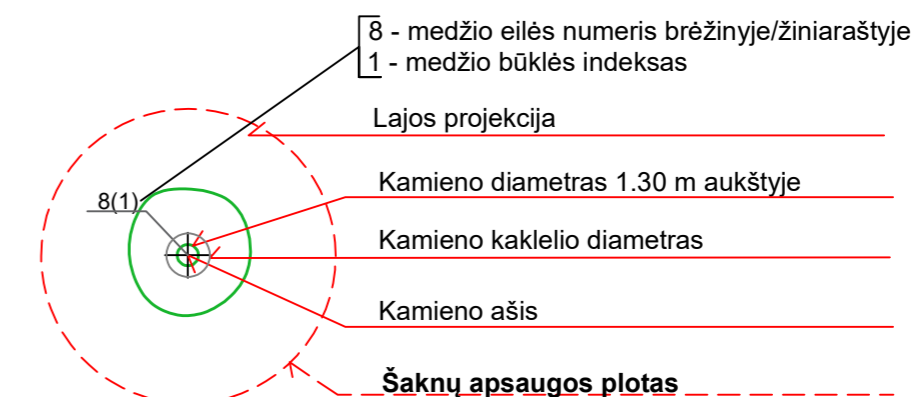 8 - medžio eilės numeris brėžinyje/žiniaraštyje
1 - medžio būklės indeksas
Lajos projekcija
Kamieno diametras 1.30 m aukštyje
8(1)
Kamieno kaklelio diametras
Kamieno ašis
Šaknų apsaugos plotas